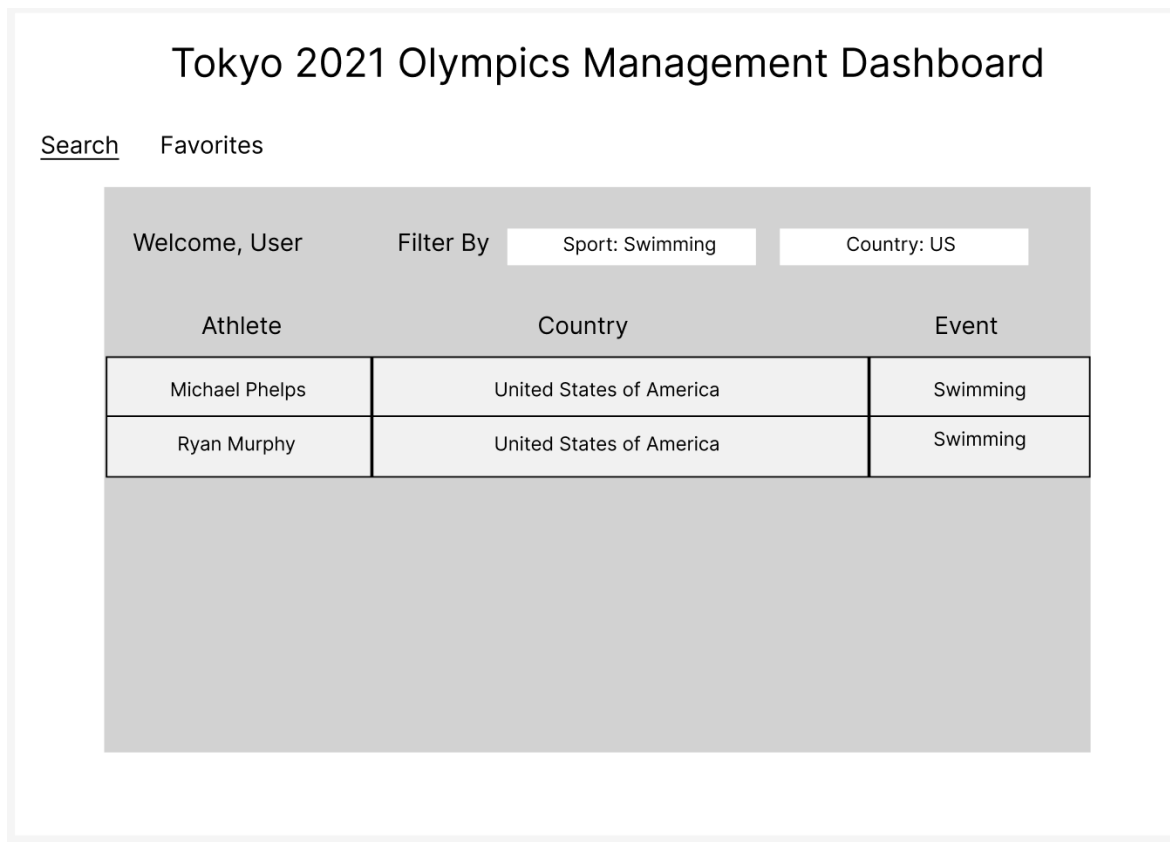 Tokyo 2021 Olympics Management Dashboard
Search Favorites
Welcome, User Filter By Sport: Swimming Country: US
Athlete Country Event
Michael Phelps United States of America Swimming
Ryan Murphy United States of America Swimming